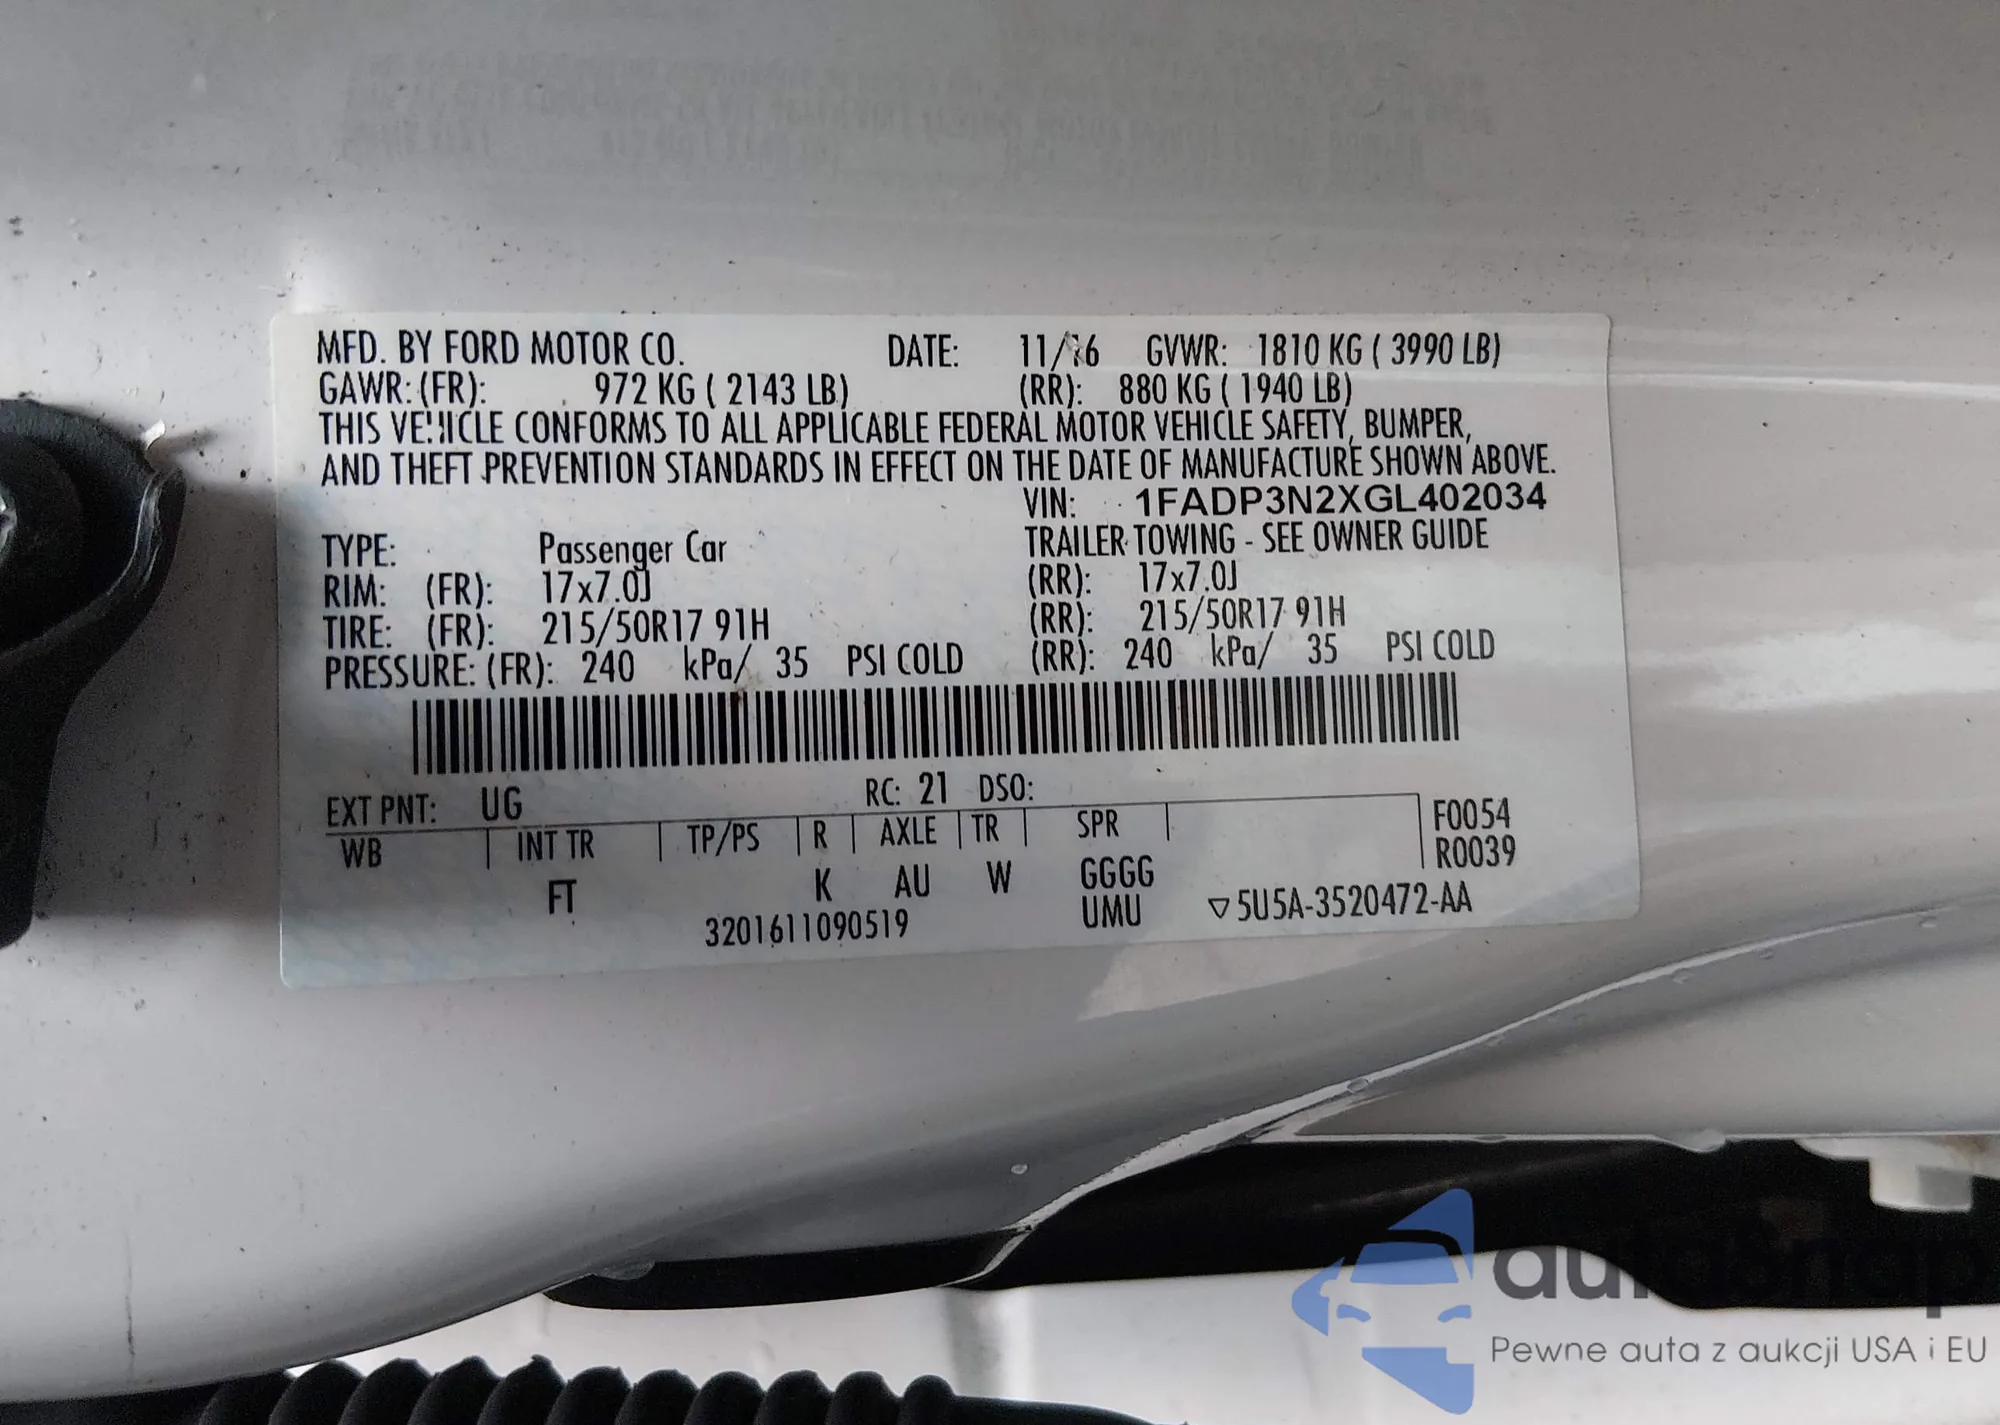 MFD. BY FORD MOTOR CO. DATE: 11/16 GVWR: 1810 KG ( 3990 LB)
GAWR: (FR): 972 KG ( 2143 LB) (RR): 880 KG ( 1940 LB)
THIS VEHICLE CONFORMS TO ALL APPLICABLE FEDERAL MOTOR VEHICLE SAFETY, BUMPER,
AND THEFT PREVENTION STANDARDS IN EFFECT ON THE DATE OF MANUFACTURE SHOWN ABOVE.
VIN: 1FADP3N2XGL402034
TYPE: Passenger Car TRAILER TOWING - SEE OWNER GUIDE
RIM: (FR): 17x7.0J (RR): 17x7.0J
TIRE: (FR): 215/50R17 91H (RR): 215/50R17 91H
PRESSURE: (FR): 240 kPa/ 35 PSI COLD (RR): 240 kPa/ 35 PSI COLD
EXT PNT: UG RC: 21 DSO:
WB INT TR TP/PS R AXLE TR SPR F0054
R0039
FT K AU W GGGG
3201611090519 UMU ▽5U5A-3520472-AA
autosnap
Pewne auta z aukcji USA i EU